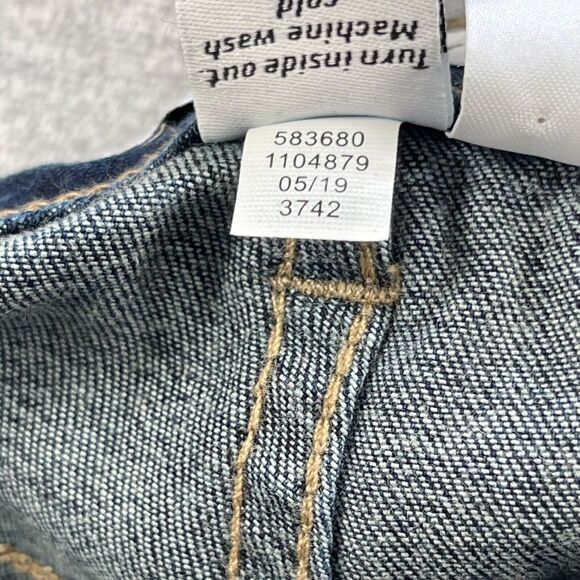 Turn inside out.
Machine wash
cold
583680
1104879
05/19
3742